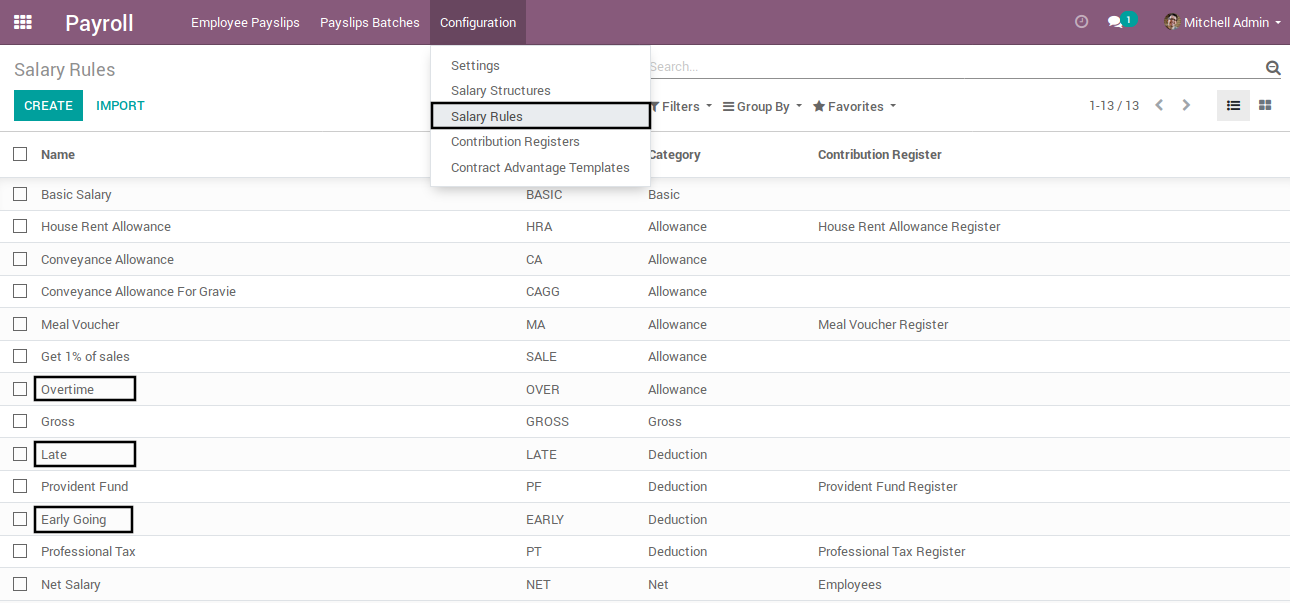 Payroll Employee Payslips Payslips Batches Configuration 1 Mitchell Admin
Salary Rules
Search...
Settings
Salary Structures
Salary Rules
Contribution Registers
Contract Advantage Templates
CREATE IMPORT
Filters Group By Favorites 1-13 / 13
Name Category Contribution Register
Basic Salary BASIC Basic
House Rent Allowance HRA Allowance House Rent Allowance Register
Conveyance Allowance CA Allowance
Conveyance Allowance For Gravie CAGG Allowance
Meal Voucher MA Allowance Meal Voucher Register
Get 1% of sales SALE Allowance
Overtime OVER Allowance
Gross GROSS Gross
Late LATE Deduction
Provident Fund PF Deduction Provident Fund Register
Early Going EARLY Deduction
Professional Tax PT Deduction Professional Tax Register
Net Salary NET Net Employees